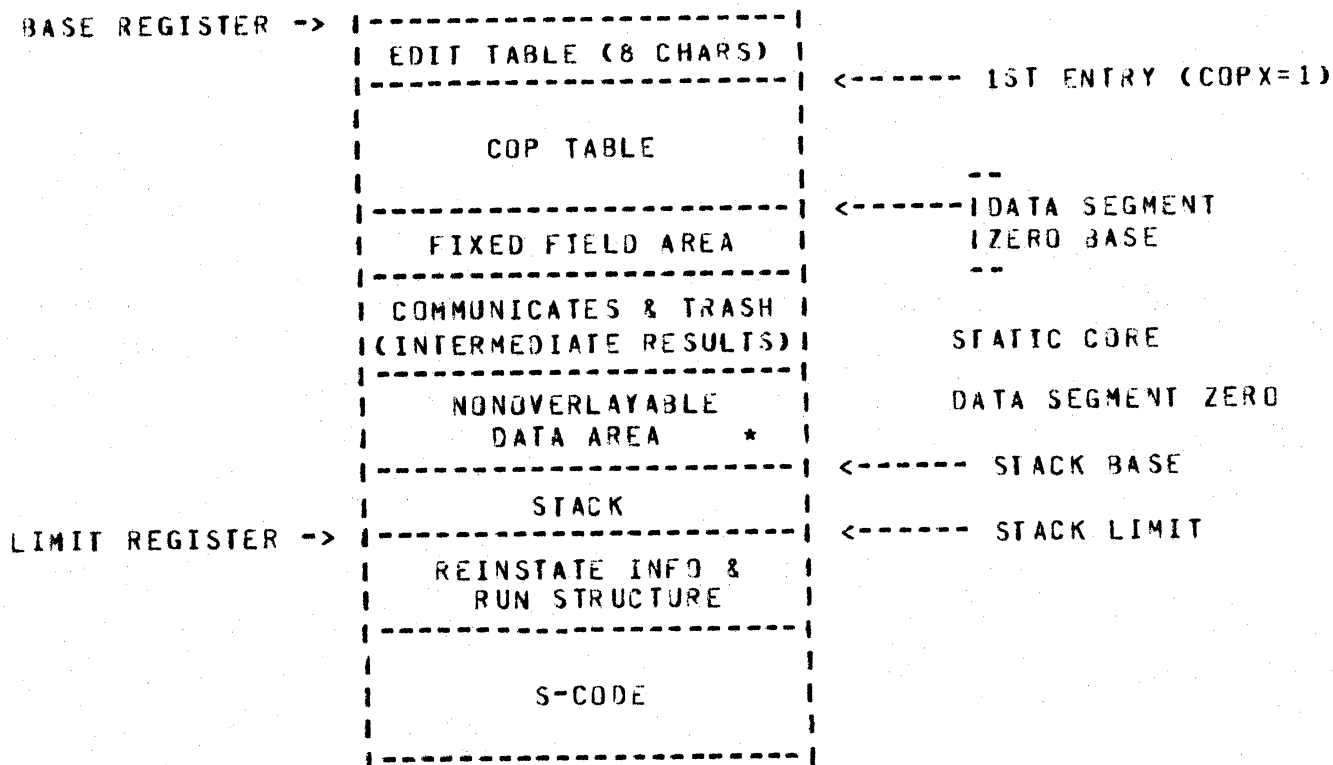 BASE REGISTER -> |----------------------|
| EDIT TABLE (8 CHARS) |
|----------------------| <------ 1ST ENTRY (COPX=1)
| COP TABLE |
--
|----------------------| <------|DATA SEGMENT
| FIXED FIELD AREA | |ZERO BASE
|----------------------| --
| COMMUNICATES & TRASH |
|(INTERMEDIATE RESULTS)| STATIC CORE
|----------------------|
| NONOVERLAYABLE DATA SEGMENT ZERO
| DATA AREA * |
|----------------------| <------ STACK BASE
| STACK |
LIMIT REGISTER -> |----------------------| <------ STACK LIMIT
| REINSTATE INFO & |
| RUN STRUCTURE |
|----------------------|
| S-CODE |
|----------------------|